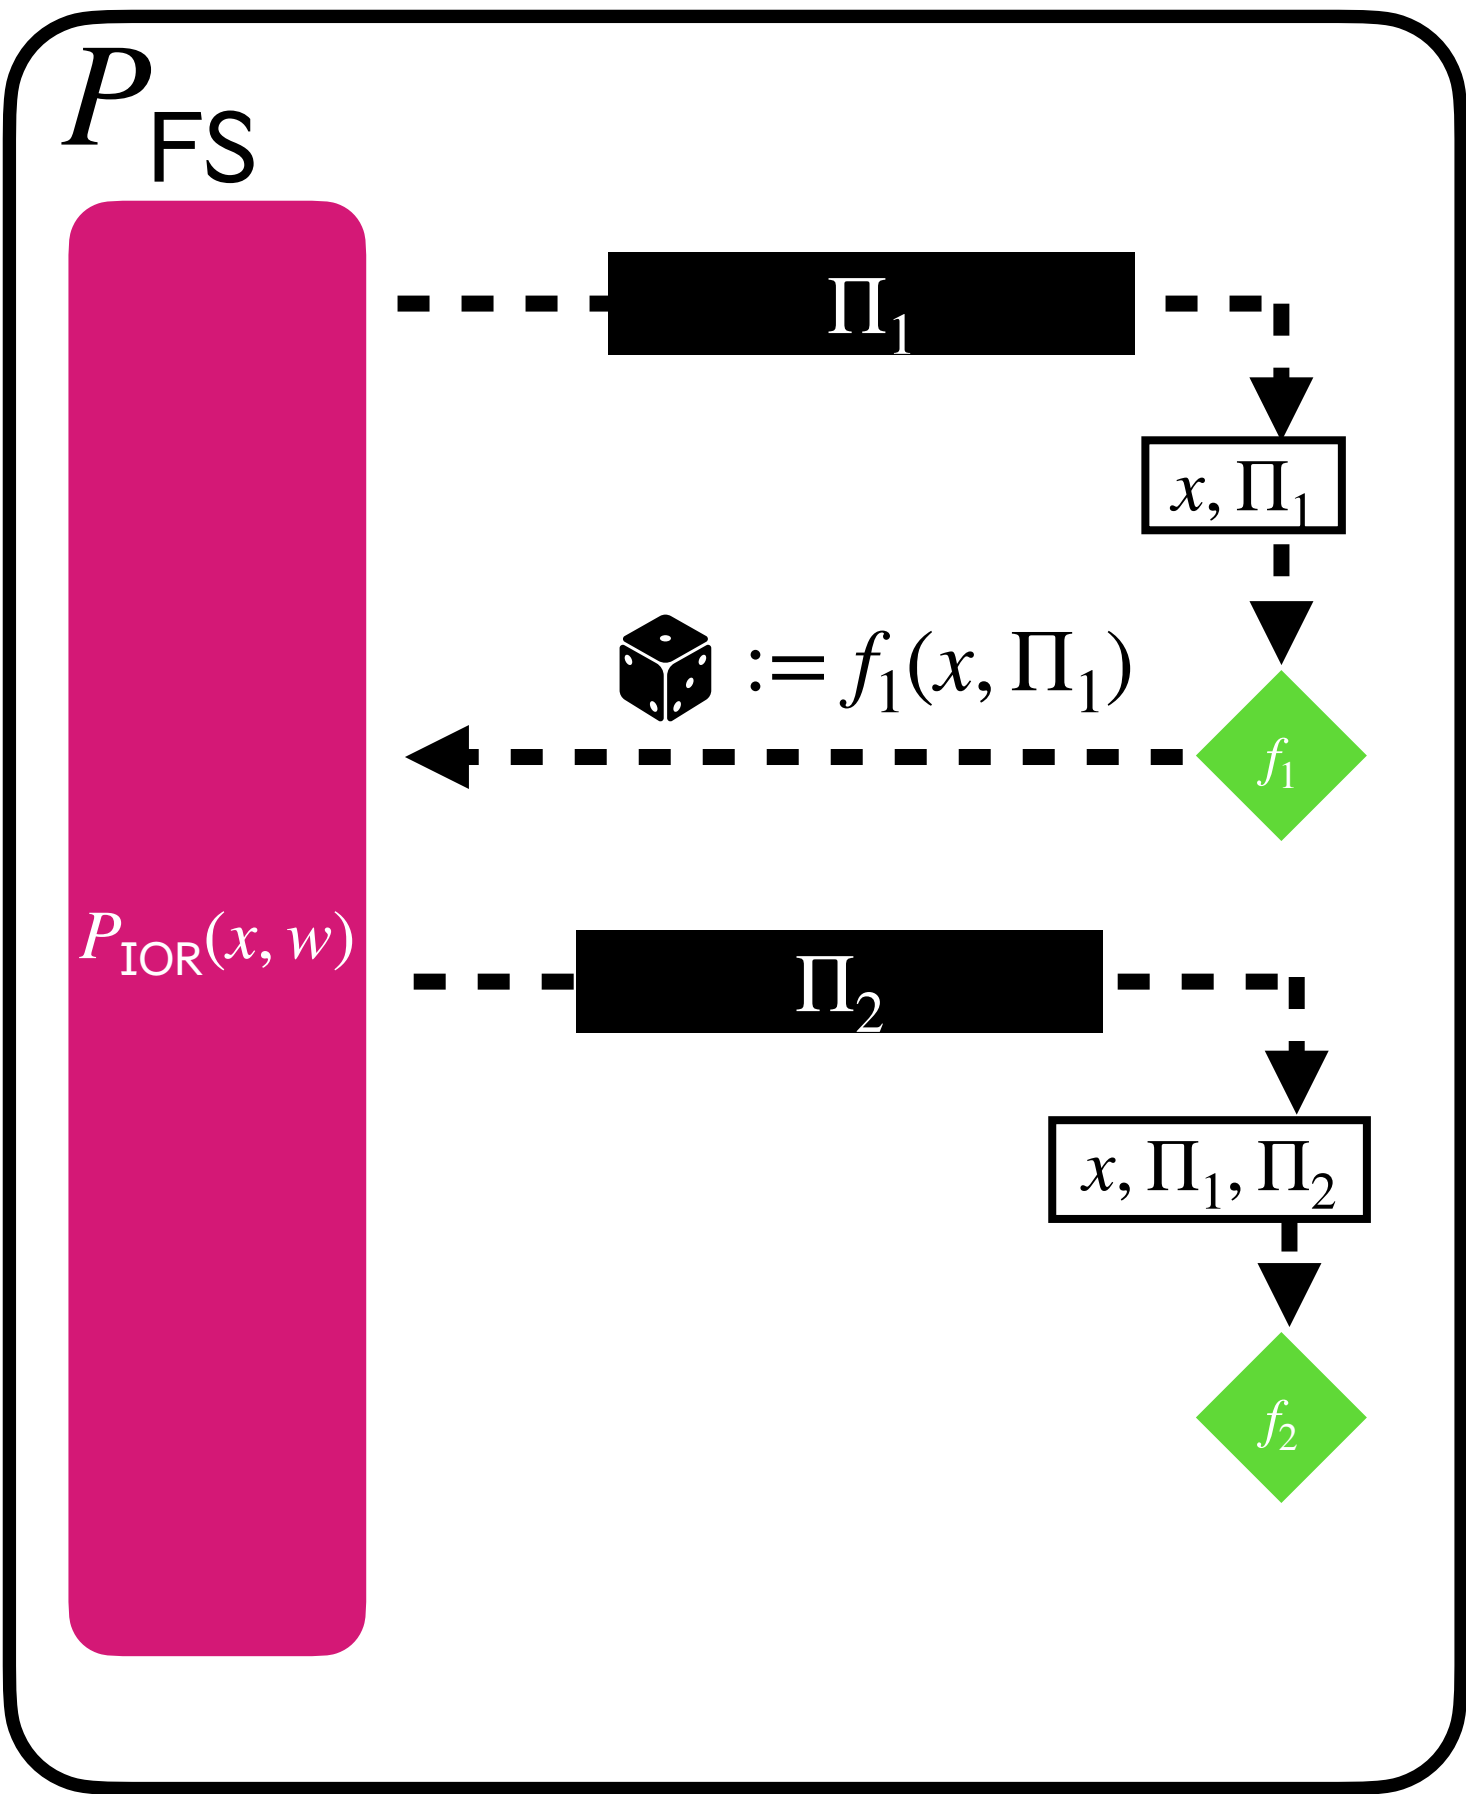 P_FS
Π_1
x, Π_1
:= f_1(x, Π_1)
f_1
P_IOR(x, w)
Π_2
x, Π_1, Π_2
f_2